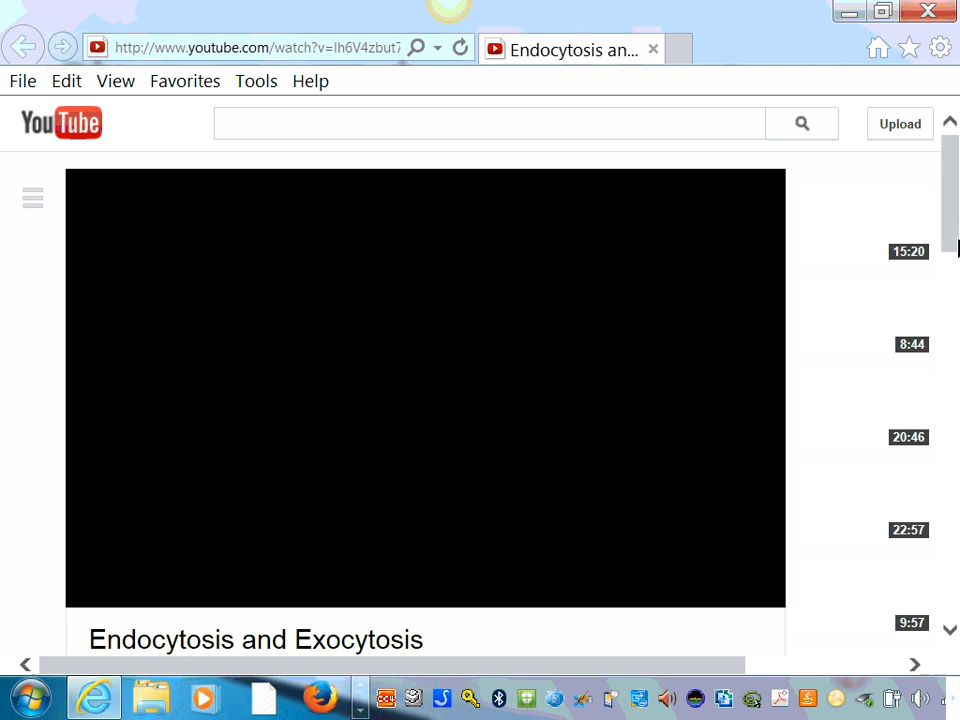 http://www.youtube.com/watch?v=lh6V4zbut7
Endocytosis an...
File Edit View Favorites Tools Help
YouTube
Upload
15:20
8:44
20:46
22:57
9:57
Endocytosis and Exocytosis